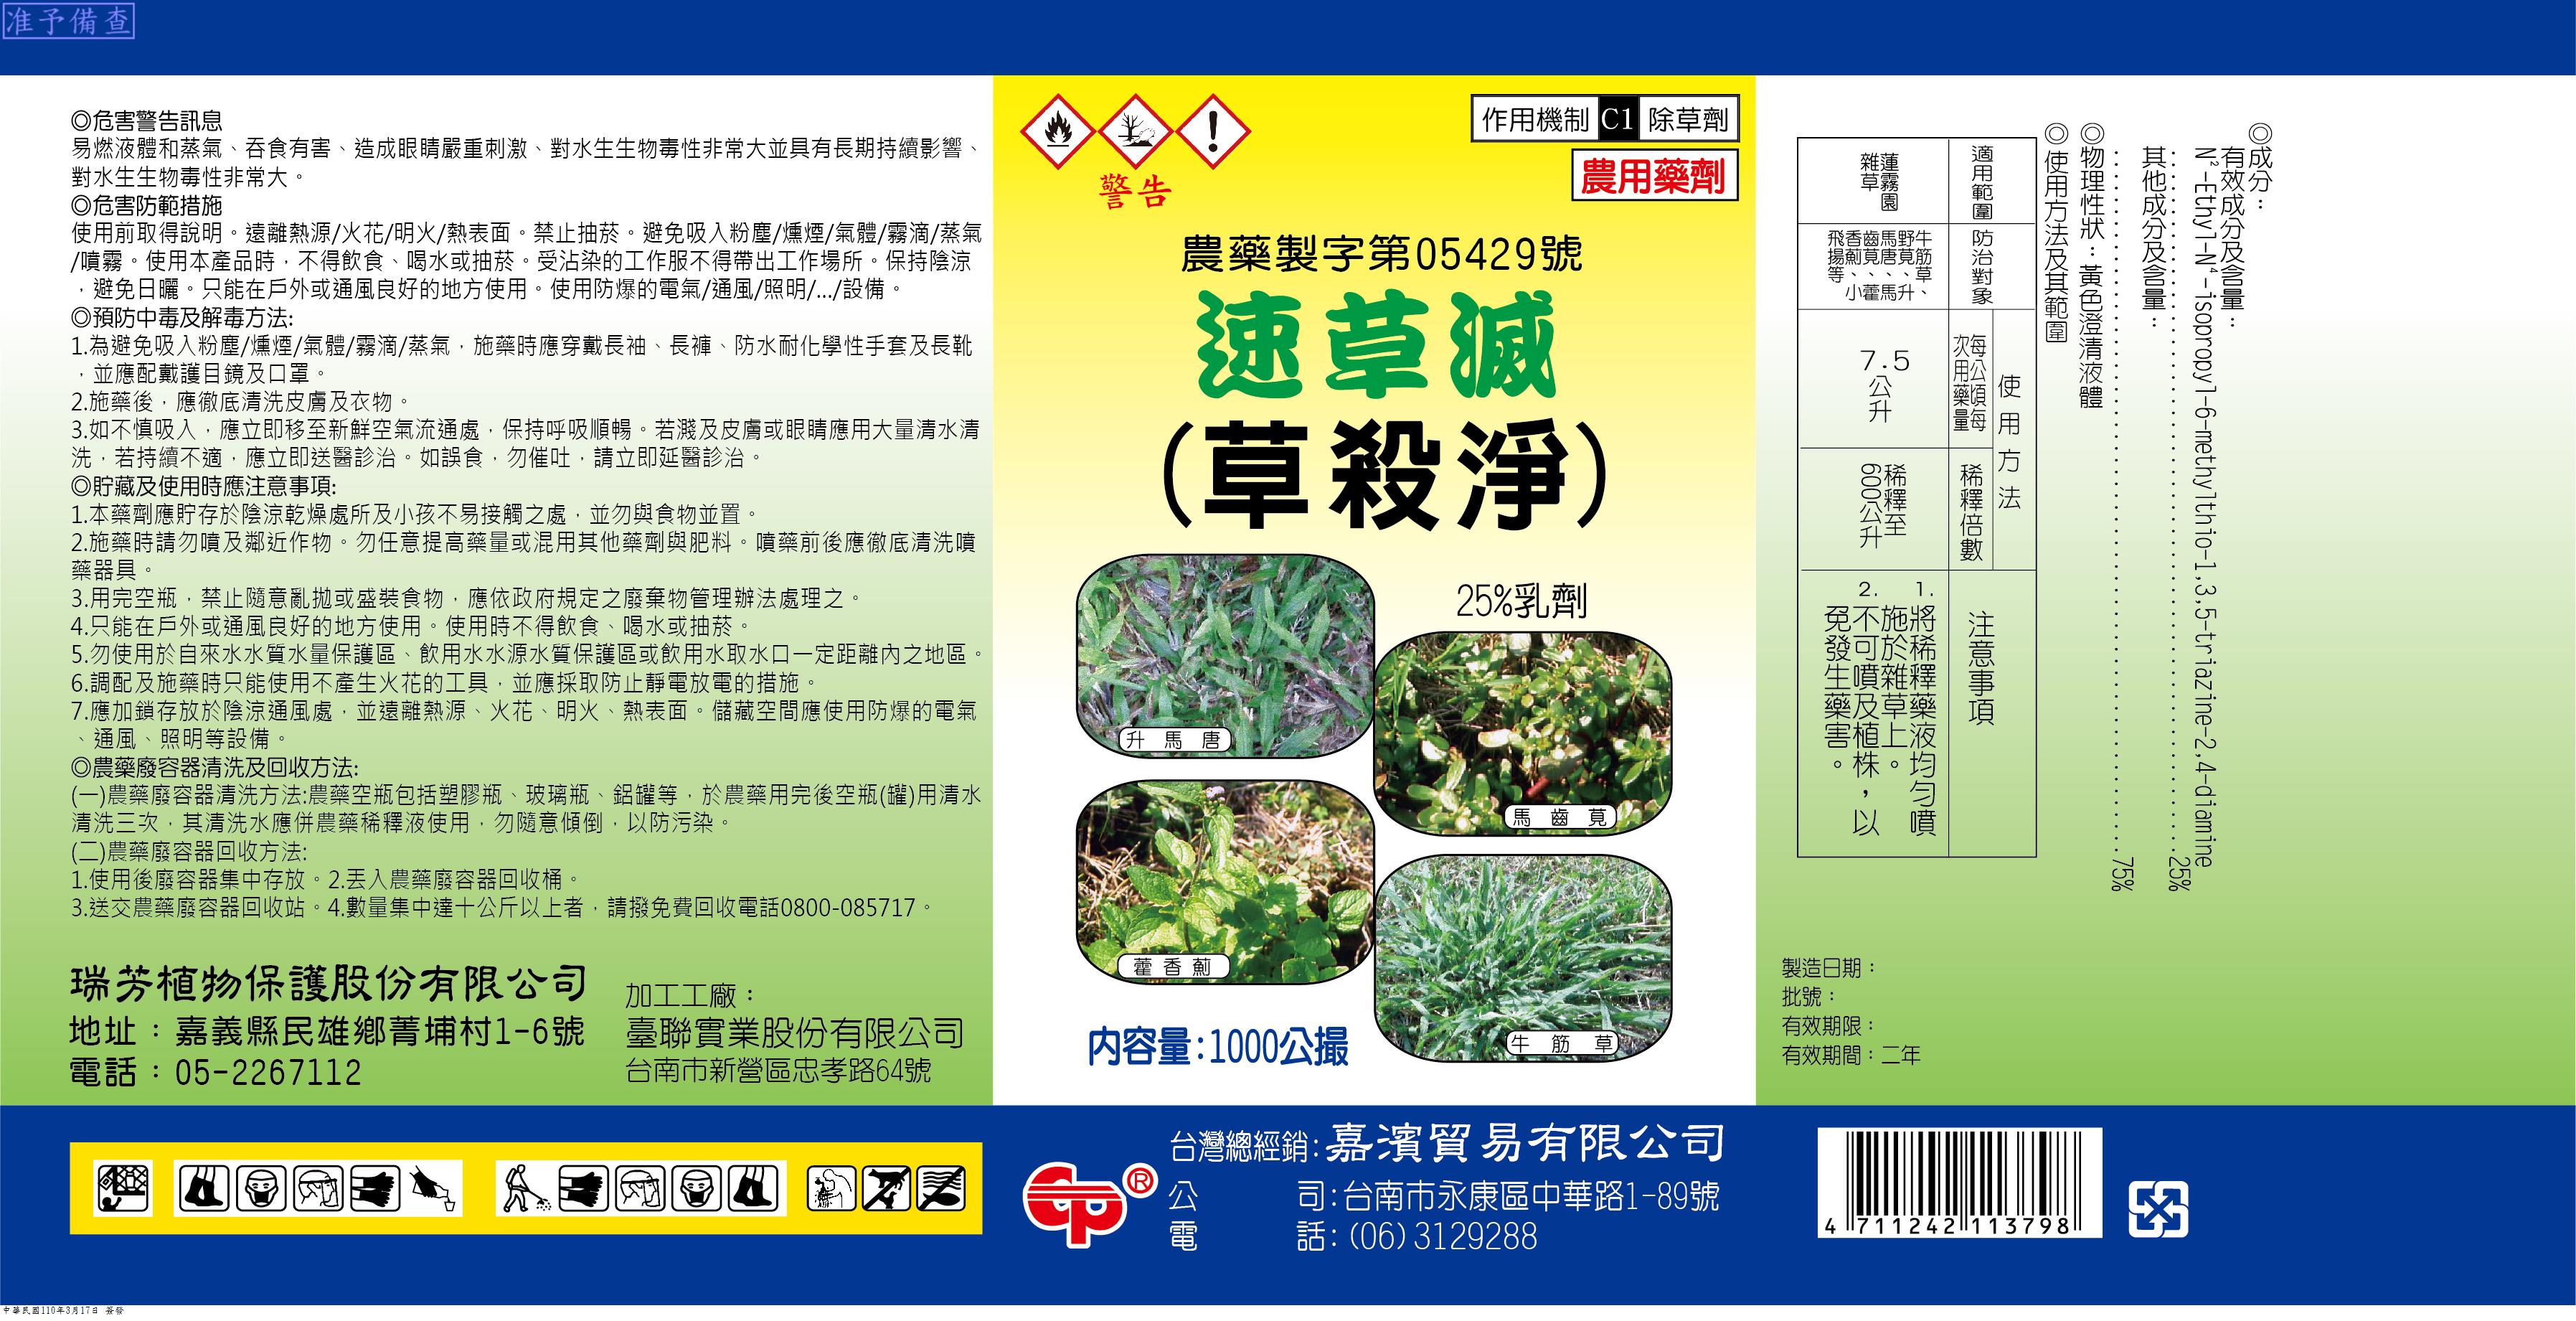 准予備查
◎危害警告訊息
易燃液體和蒸氣、吞食有害、造成眼睛嚴重刺激、對水生生物毒性非常大並具有長期持續影響、
對水生生物毒性非常大。
◎危害防範措施
使用前取得說明。遠離熱源/火花/明火/熱表面。禁止抽菸。避免吸入粉塵/燻煙/氣體/霧滴/蒸氣
/噴霧。使用本產品時，不得飲食、喝水或抽菸。受沾染的工作服不得帶出工作場所。保持陰涼
，避免日曬。只能在戶外或通風良好的地方使用。使用防爆的電氣/通風/照明/.../設備。
◎預防中毒及解毒方法:
1.為避免吸入粉塵/燻煙/氣體/霧滴/蒸氣，施藥時應穿戴長袖、長褲、防水耐化學性手套及長靴
，並應配戴護目鏡及口罩。
2.施藥後，應徹底清洗皮膚及衣物。
3.如不慎吸入，應立即移至新鮮空氣流通處，保持呼吸順暢。若濺及皮膚或眼睛應用大量清水清
洗，若持續不適，應立即送醫診治。如誤食，勿催吐，請立即延醫診治。
◎貯藏及使用時應注意事項:
1.本藥劑應貯存於陰涼乾燥處所及小孩不易接觸之處，並勿與食物並置。
2.施藥時請勿噴及鄰近作物。勿任意提高藥量或混用其他藥劑與肥料。噴藥前後應徹底清洗噴
藥器具。
3.用完空瓶，禁止隨意亂拋或盛裝食物，應依政府規定之廢棄物管理辦法處理之。
4.只能在戶外或通風良好的地方使用。使用時不得飲食、喝水或抽菸。
5.勿使用於自來水水質水量保護區、飲用水水源水質保護區或飲用水取水口一定距離內之地區。
6.調配及施藥時只能使用不產生火花的工具，並應採取防止靜電放電的措施。
7.應加鎖存放於陰涼通風處，並遠離熱源、火花、明火、熱表面。儲藏空間應使用防爆的電氣
、通風、照明等設備。
◎農藥廢容器清洗及回收方法:
(一)農藥廢容器清洗方法:農藥空瓶包括塑膠瓶、玻璃瓶、鋁罐等，於農藥用完後空瓶(罐)用清水
清洗三次，其清洗水應併農藥稀釋液使用，勿隨意傾倒，以防污染。
(二)農藥廢容器回收方法:
1.使用後廢容器集中存放。2.丟入農藥廢容器回收桶。
3.送交農藥廢容器回收站。4.數量集中達十公斤以上者，請撥免費回收電話0800-085717。
瑞芳植物保護股份有限公司
地址：嘉義縣民雄鄉菁埔村1-6號
電話：05-2267112
加工工廠：
臺聯實業股份有限公司
台南市新營區忠孝路64號
警告
作用機制 C1 除草劑
農用藥劑
農藥製字第05429號
速草滅
(草殺淨)
25%乳劑
升馬唐
馬齒莧
藿香薊
牛筋草
內容量:1000公撮
台灣總經銷:嘉濱貿易有限公司
公　　司:台南市永康區中華路1-89號
電　　話:(06)3129288
CP®
◎成分：
有效成分及含量：
N²-Ethyl-N⁴-isopropyl-6-methylthio-1,3,5-triazine-2,4-diamine
25%
其他成分及含量：
75%
◎物理性狀：黃色澄清液體
◎使用方法及其範圍
適用範圍
防治對象
使用方法
每公頃每
次用藥量
稀釋倍數
注意事項
蓮霧園
雜草
牛筋草、
野莧、升
馬唐、馬
齒莧、藿
香薊、小
飛揚等
7.5
公升
稀釋至
600公升
1.將稀釋藥液均勻噴
施於雜草上。
2.不可噴及植株，以
免發生藥害。
製造日期：
批號：
有效期限：
有效期間：二年
4 711242 113798
中華民國110年3月17日 簽發